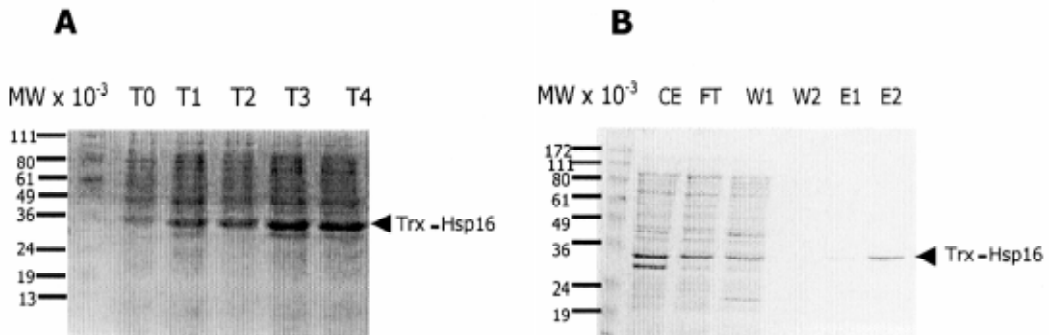 A
MW x 10-3 T0 T1 T2 T3 T4
111
80
61
49
36
24
19
13
Trx-Hsp16
B
MW x 10-3 CE FT W1 W2 E1 E2
172
111
80
61
49
36
24
19
Trx-Hsp16